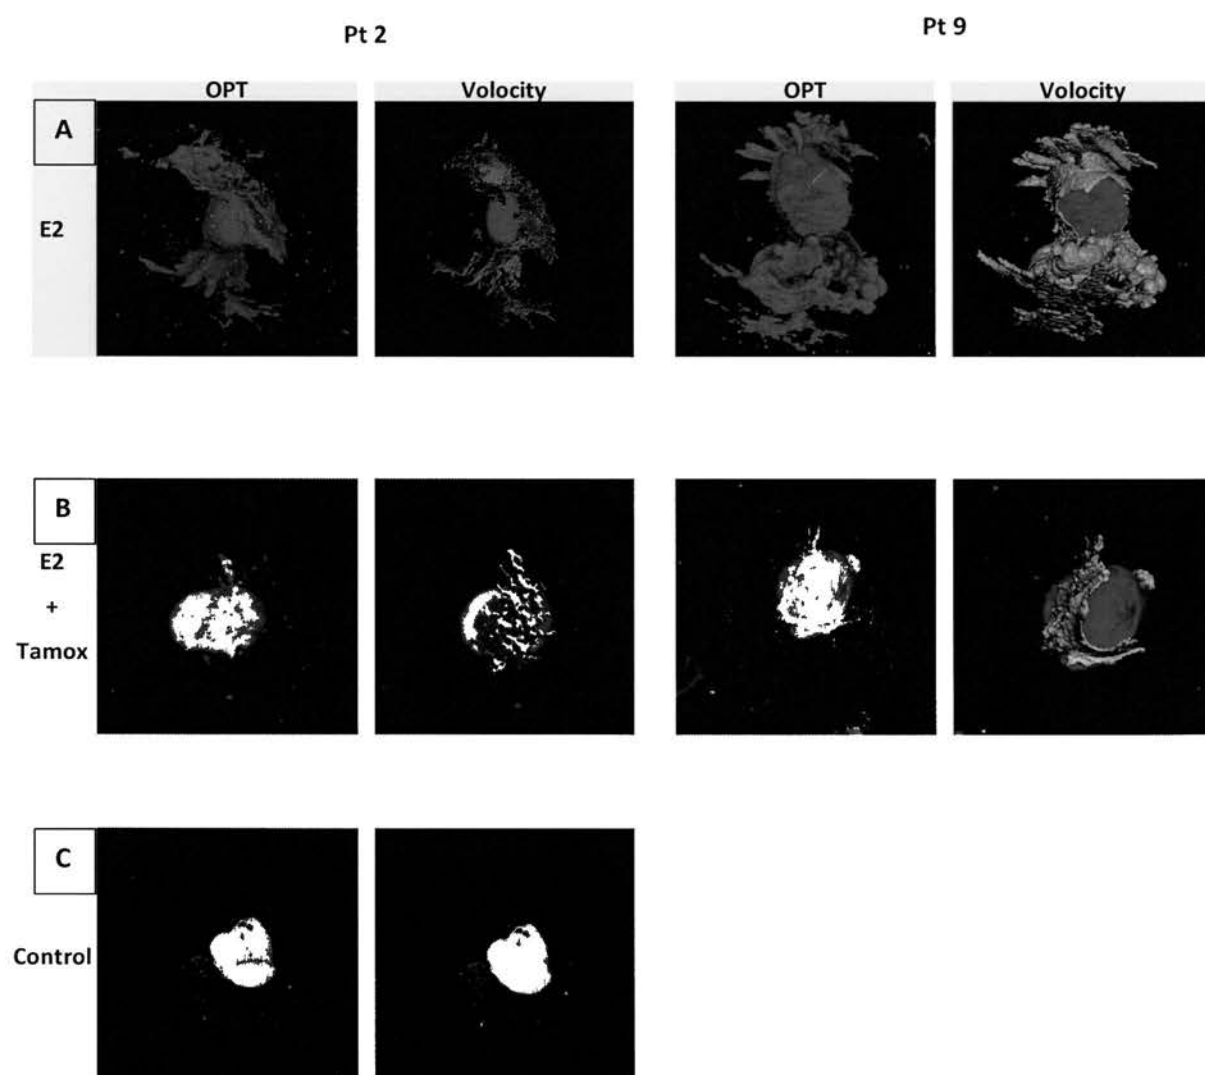 Pt 2
Pt 9
OPT
Volocity
OPT
Volocity
A
E2
B
E2
+
Tamox
C
Control